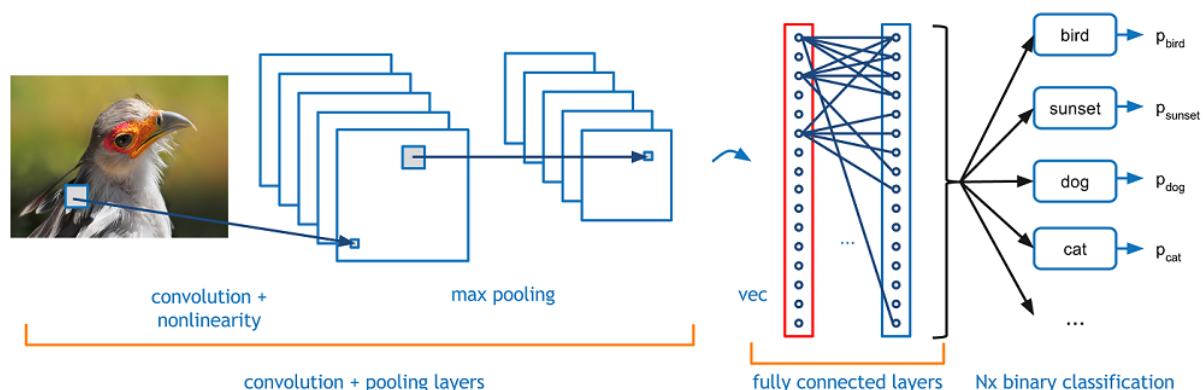 convolution +
nonlinearity
max pooling
convolution + pooling layers
vec
...
fully connected layers
bird
p_bird
sunset
p_sunset
dog
p_dog
cat
p_cat
...
Nx binary classification